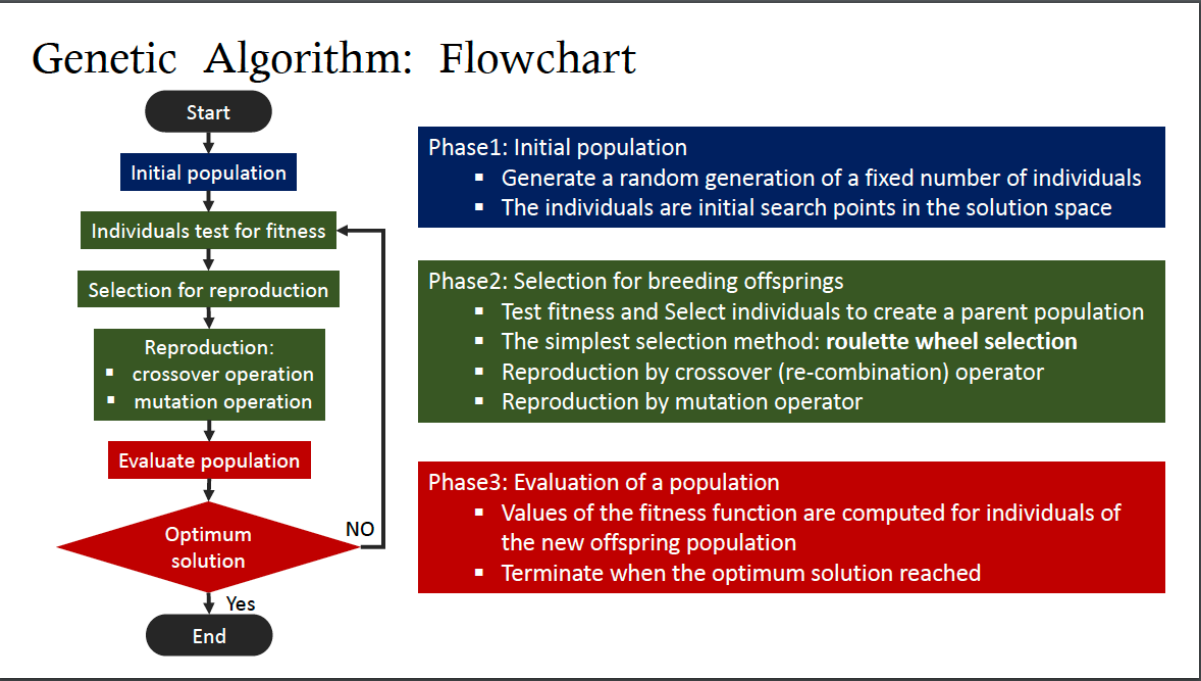 Genetic Algorithm: Flowchart
Start
Initial population
Individuals test for fitness
Selection for reproduction
Reproduction:
▪ crossover operation
▪ mutation operation
Evaluate population
Optimum
solution
NO
Yes
End
Phase1: Initial population
▪ Generate a random generation of a fixed number of individuals
▪ The individuals are initial search points in the solution space
Phase2: Selection for breeding offsprings
▪ Test fitness and Select individuals to create a parent population
▪ The simplest selection method: roulette wheel selection
▪ Reproduction by crossover (re-combination) operator
▪ Reproduction by mutation operator
Phase3: Evaluation of a population
▪ Values of the fitness function are computed for individuals of
the new offspring population
▪ Terminate when the optimum solution reached